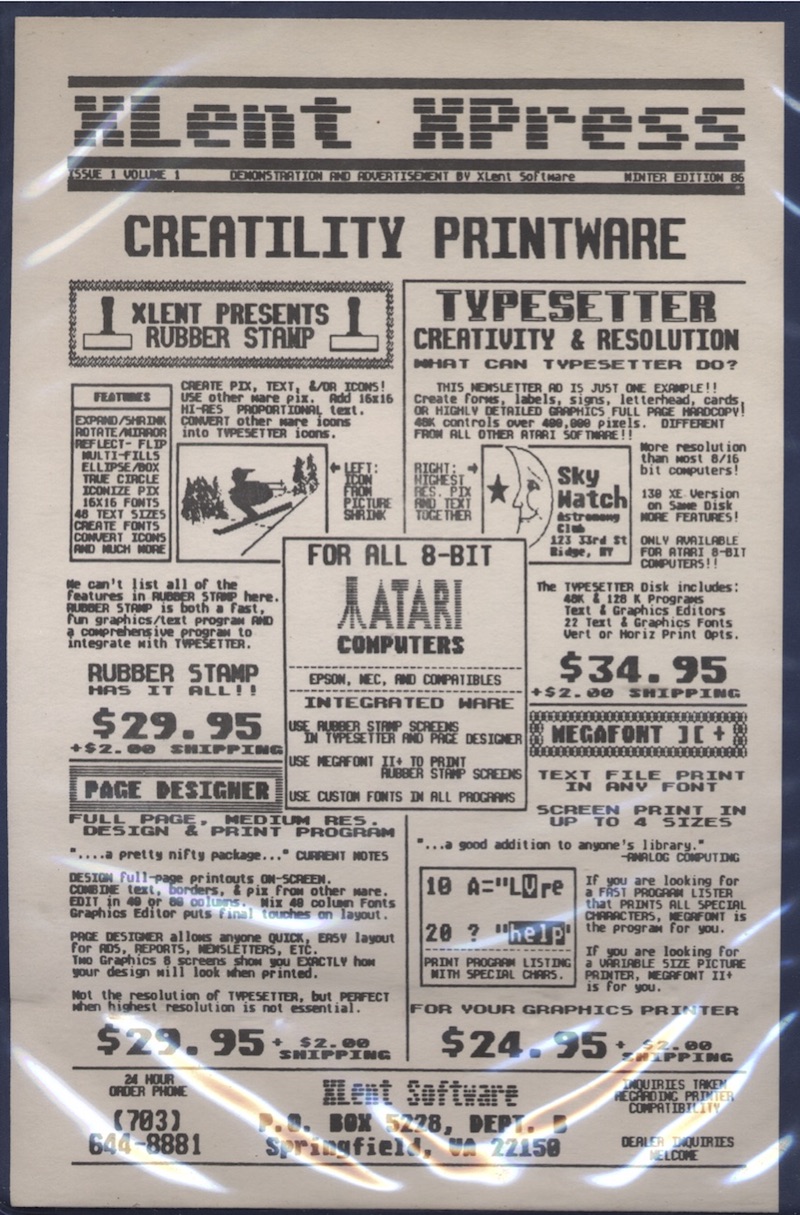 XLent XPress
ISSUE 1 VOLUME 1 DEMONSTRATION AND ADVERTISEMENT BY XLent Software WINTER EDITION 86
CREATILITY PRINTWARE
XLENT PRESENTS
RUBBER STAMP
FEATURES
EXPAND/SHRINK
ROTATE/MIRROR
REFLECT- FLIP
MULTI-FILLS
ELLIPSE/BOX
TRUE CIRCLE
ICONIZE PIX
16X16 FONTS
48 TEXT SIZES
CREATE FONTS
CONVERT ICONS
AND MUCH MORE
CREATE PIX, TEXT, &/OR ICONS!
USE other ware pix. Add 16x16
HI-RES PROPORTIONAL text.
CONVERT other ware icons
into TYPESETTER icons.
←LEFT:
ICON
FROM
PICTURE
SHRINK
We can't list all of the
features in RUBBER STAMP here.
RUBBER STAMP is both a fast,
fun graphics/text program AND
a comprehensive program to
integrate with TYPESETTER.
RUBBER STAMP
HAS IT ALL!!
$29.95
+$2.00 SHIPPING
TYPESETTER
CREATIVITY & RESOLUTION
WHAT CAN TYPESETTER DO?
THIS NEWSLETTER AD IS JUST ONE EXAMPLE!!
Create forms, labels, signs, letterhead, cards,
OR HIGHLY DETAILED GRAPHICS FULL PAGE HARDCOPY!
48K controls over 400,000 pixels. DIFFERENT
FROM ALL OTHER ATARI SOFTWARE!!
RIGHT: →
HIGHEST
RES. PIX
AND TEXT
TOGETHER
Sky
Watch
Astronomy
Club
123 33rd St
Ridge, NY
More resolution
than most 8/16
bit computers!
130 XE Version
on Same Disk
MORE FEATURES!
ONLY AVAILABLE
FOR ATARI 8-BIT
COMPUTERS!!
The TYPESETTER Disk includes:
48K & 128 K Programs
Text & Graphics Editors
22 Text & Graphics Fonts
Vert or Horiz Print Opts.
$34.95
+$2.00 SHIPPING
FOR ALL 8-BIT
ATARI
COMPUTERS
EPSON, NEC, AND COMPATIBLES
INTEGRATED WARE
USE RUBBER STAMP SCREENS
IN TYPESETTER AND PAGE DESIGNER
USE MEGAFONT II+ TO PRINT
RUBBER STAMP SCREENS
USE CUSTOM FONTS IN ALL PROGRAMS
PAGE DESIGNER
FULL PAGE, MEDIUM RES.
DESIGN & PRINT PROGRAM
"....a pretty nifty package..." CURRENT NOTES
DESIGN full-page printouts ON-SCREEN.
COMBINE text, borders, & pix from other ware.
EDIT in 40 or 80 columns. Mix 40 column Fonts
Graphics Editor puts final touches on layout.
PAGE DESIGNER allows anyone QUICK, EASY layout
for ADS, REPORTS, NEWSLETTERS, ETC.
Two Graphics 8 screens show you EXACTLY how
your design will look when printed.
Not the resolution of TYPESETTER, but PERFECT
when highest resolution is not essential.
$29.95 + $2.00
SHIPPING
MEGAFONT ][+
TEXT FILE PRINT
IN ANY FONT
SCREEN PRINT IN
UP TO 4 SIZES
"...a good addition to anyone's library."
-ANALOG COMPUTING
10 A="LUre
20 ? "help"
PRINT PROGRAM LISTING
WITH SPECIAL CHARS.
If you are looking for
a FAST PROGRAM LISTER
that PRINTS ALL SPECIAL
CHARACTERS, MEGAFONT is
the program for you.
If you are looking for
a VARIABLE SIZE PICTURE
PRINTER, MEGAFONT II+
is for you.
FOR YOUR GRAPHICS PRINTER
$24.95 + $2.00
SHIPPING
24 HOUR
ORDER PHONE
(703)
644-8881
XLent Software
P.O. BOX 5228, DEPT. B
Springfield, VA 22150
INQUIRIES TAKEN
REGARDING PRINTER
COMPATIBILITY
DEALER INQUIRIES
WELCOME